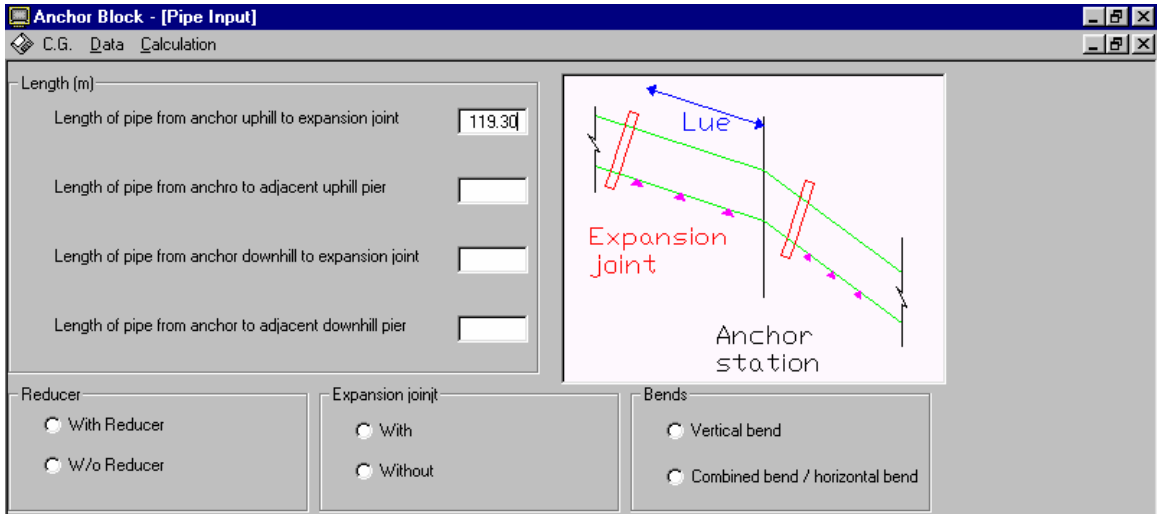 Anchor Block - [Pipe Input]
C.G. Data Calculation
Length (m)
Length of pipe from anchor uphill to expansion joint 119.30
Length of pipe from anchro to adjacent uphill pier
Length of pipe from anchor downhill to expansion joint
Length of pipe from anchor to adjacent downhill pier
Lue
Expansion
joint
Anchor
station
Reducer
With Reducer
W/o Reducer
Expansion joinjt
With
Without
Bends
Vertical bend
Combined bend / horizontal bend